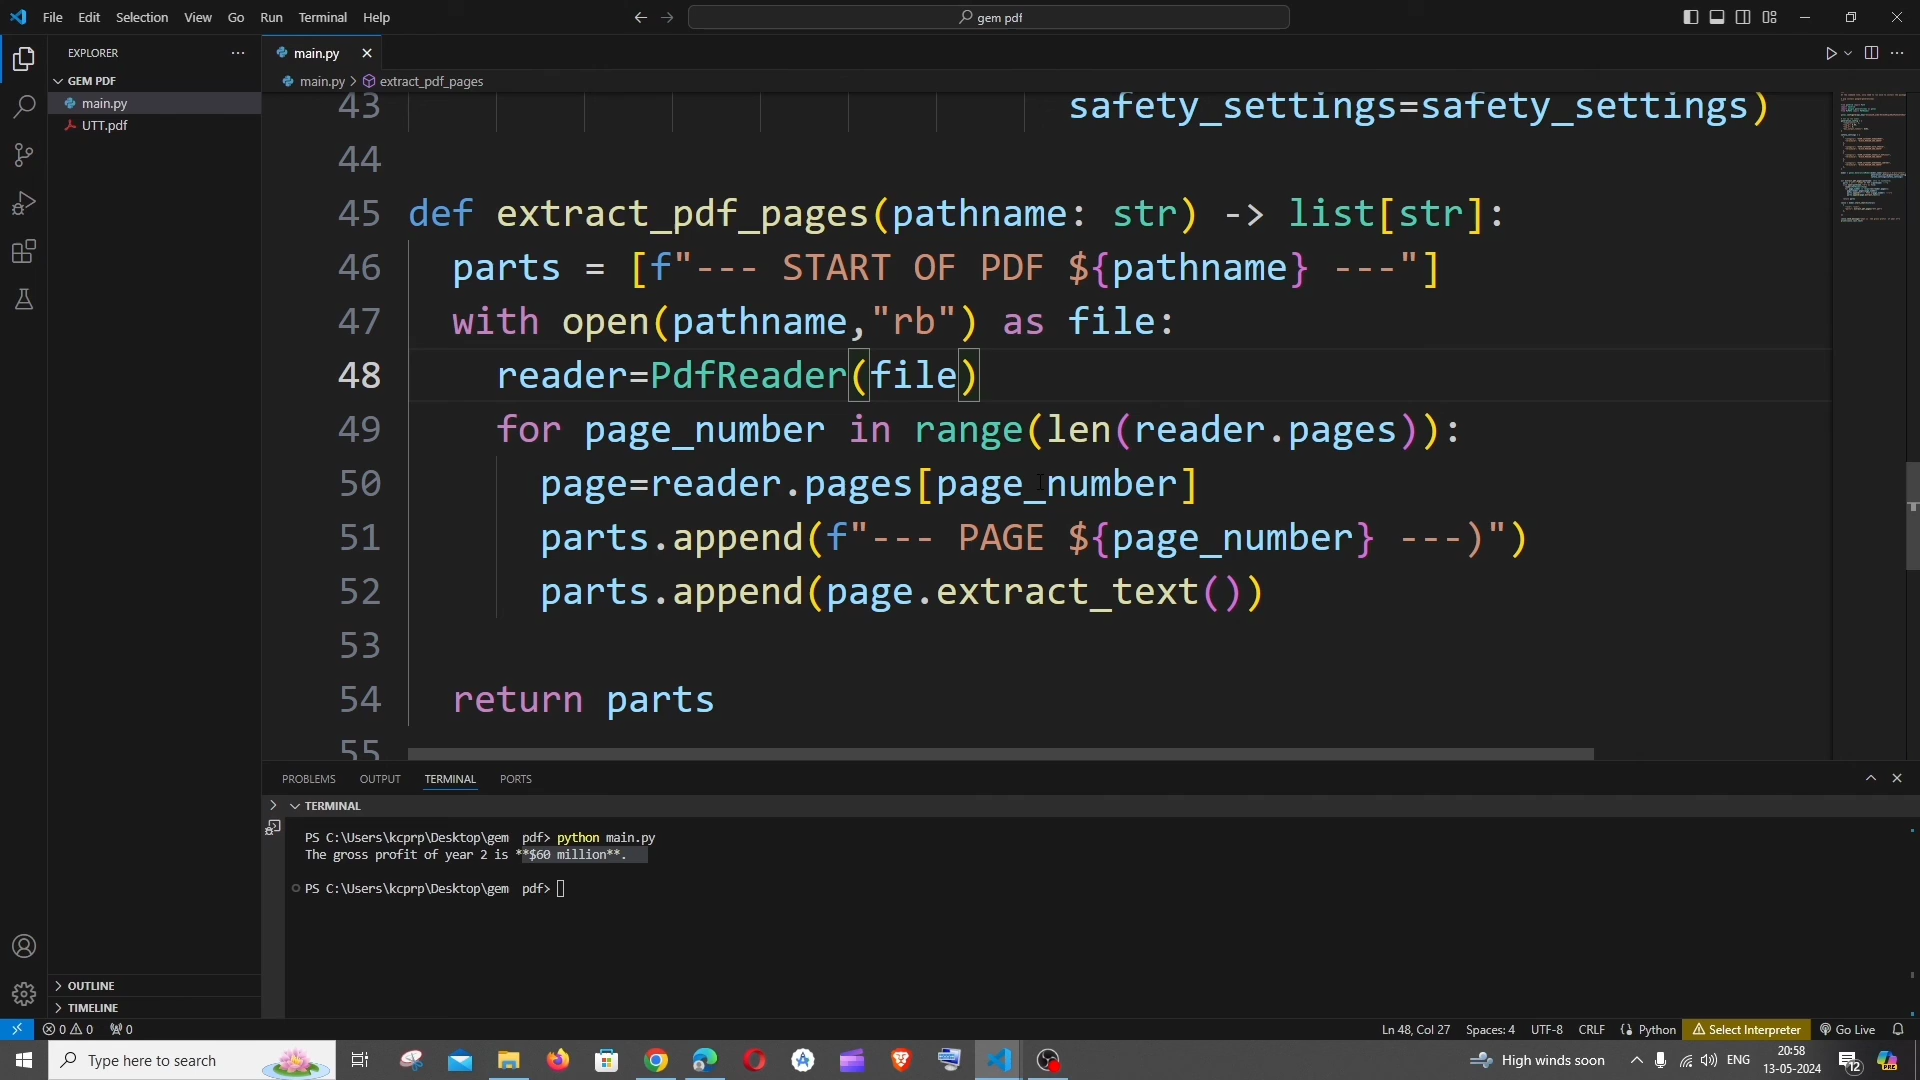 File Edit Selection View Go Run Terminal Help
gem pdf
EXPLORER
GEM PDF
main.py
UTT.pdf
OUTLINE
TIMELINE
main.py
main.py > extract_pdf_pages
43 safety_settings=safety_settings)
44
45 def extract_pdf_pages(pathname: str) -> list[str]:
46 parts = [f"--- START OF PDF ${pathname} ---"]
47 with open(pathname,"rb") as file:
48 reader=PdfReader(file)
49 for page_number in range(len(reader.pages)):
50 page=reader.pages[page_number]
51 parts.append(f"--- PAGE ${page_number} ---)")
52 parts.append(page.extract_text())
53
54 return parts
55
PROBLEMS OUTPUT TERMINAL PORTS
TERMINAL
PS C:\Users\kcprp\Desktop\gem  pdf> python main.py
The gross profit of year 2 is **$60 million**.
PS C:\Users\kcprp\Desktop\gem  pdf>
0 0 0
Ln 48, Col 27 Spaces: 4 UTF-8 CRLF Python Select Interpreter Go Live
Type here to search
High winds soon
ENG
20:58
13-05-2024
12
PRE